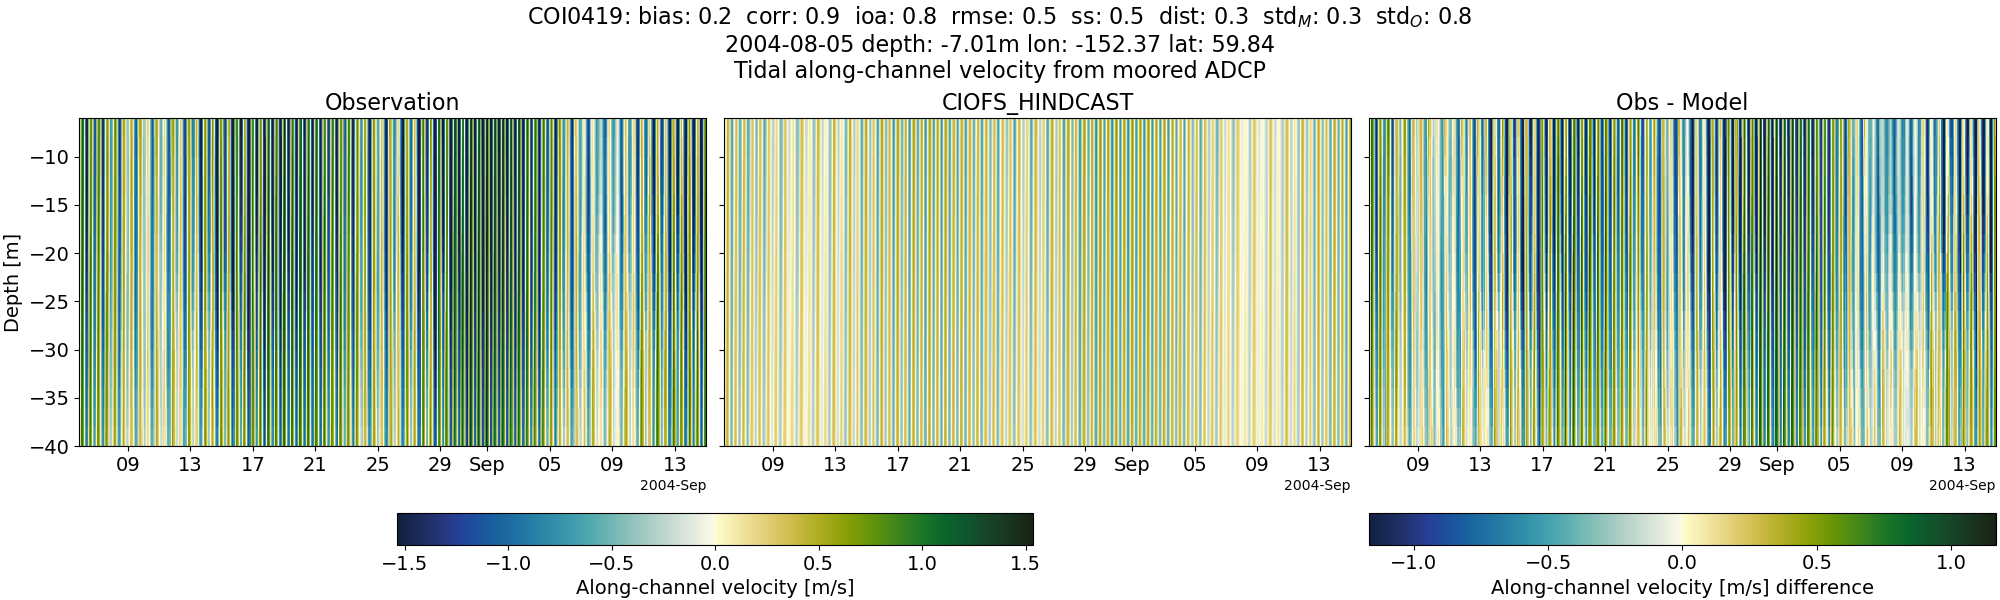 COI0419: bias: 0.2 corr: 0.9 ioa: 0.8 rmse: 0.5 ss: 0.5 dist: 0.3 std_M: 0.3 std_O: 0.8
2004-08-05 depth: -7.01m lon: -152.37 lat: 59.84
Tidal along-channel velocity from moored ADCP
Observation
CIOFS_HINDCAST
Obs - Model
Depth [m]
−10
−15
−20
−25
−30
−35
−40
09 13 17 21 25 29 Sep 05 09 13
2004-Sep
09 13 17 21 25 29 Sep 05 09 13
2004-Sep
09 13 17 21 25 29 Sep 05 09 13
2004-Sep
−1.5 −1.0 −0.5 0.0 0.5 1.0 1.5
Along-channel velocity [m/s]
−1.0 −0.5 0.0 0.5 1.0
Along-channel velocity [m/s] difference